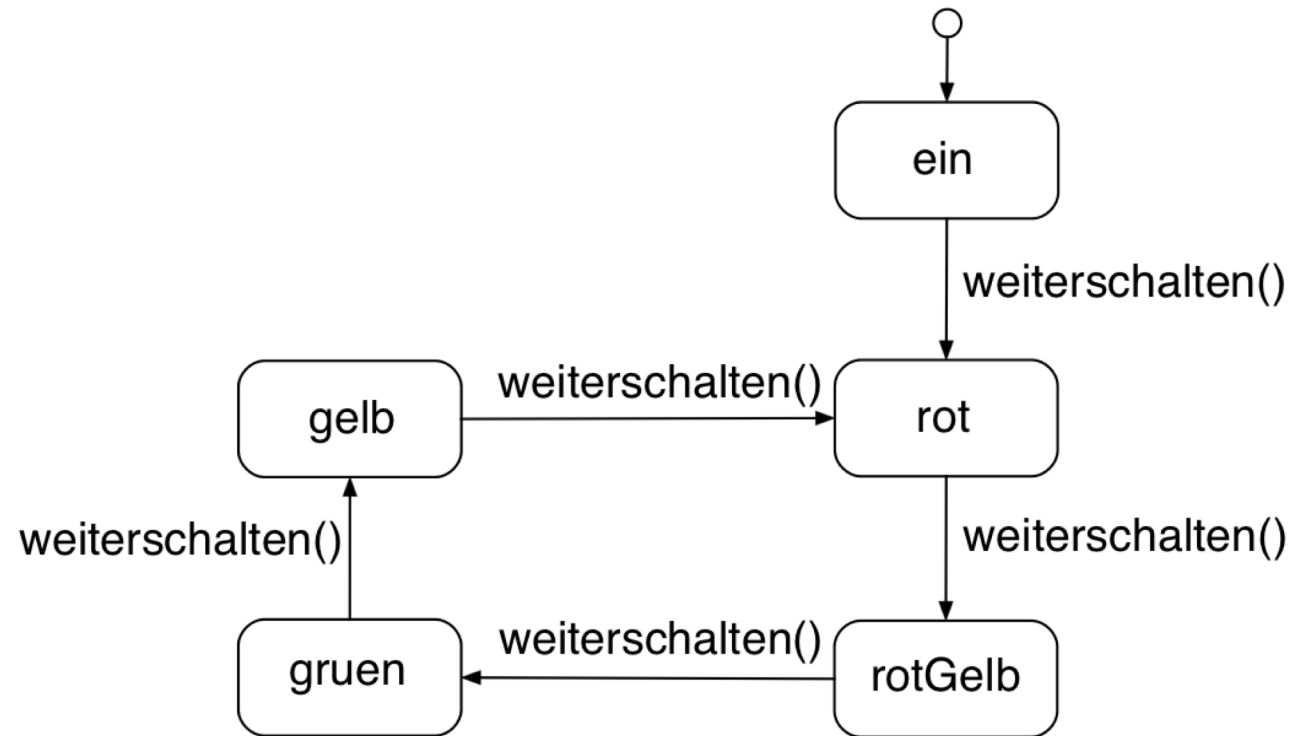 ein
weiterschalten()
gelb
weiterschalten()
rot
weiterschalten()
weiterschalten()
gruen
weiterschalten()
rotGelb